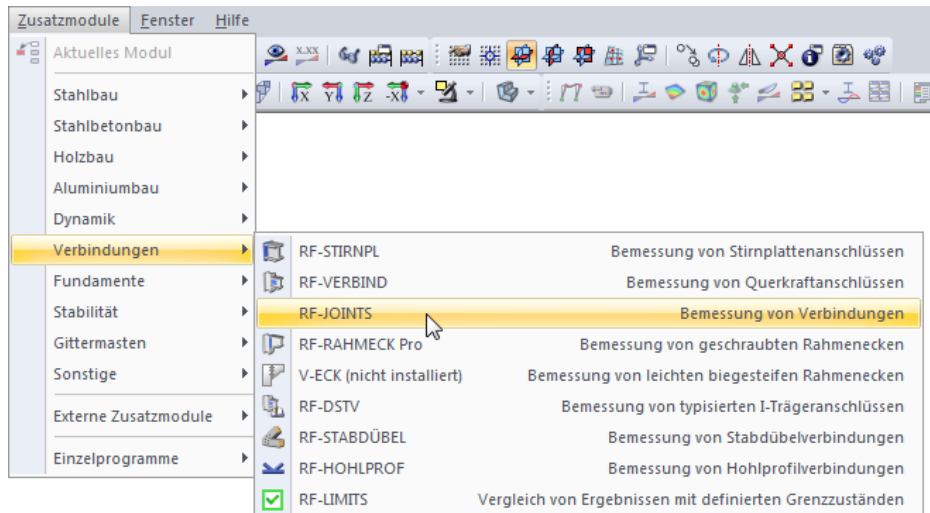 Zusatzmodule Fenster Hilfe
Aktuelles Modul
Stahlbau
Stahlbetonbau
Holzbau
Aluminiumbau
Dynamik
Verbindungen
Fundamente
Stabilität
Gittermasten
Sonstige
Externe Zusatzmodule
Einzelprogramme
RF-STIRNPL Bemessung von Stirnplattenanschlüssen
RF-VERBIND Bemessung von Querkraftanschlüssen
RF-JOINTS Bemessung von Verbindungen
RF-RAHMECK Pro Bemessung von geschraubten Rahmenecken
V-ECK (nicht installiert) Bemessung von leichten biegesteifen Rahmenecken
RF-DSTV Bemessung von typisierten I-Trägeranschlüssen
RF-STABDÜBEL Bemessung von Stabdübelverbindungen
RF-HOHLPROF Bemessung von Hohlprofilverbindungen
RF-LIMITS Vergleich von Ergebnissen mit definierten Grenzzuständen
x.xx
X Y Z -X